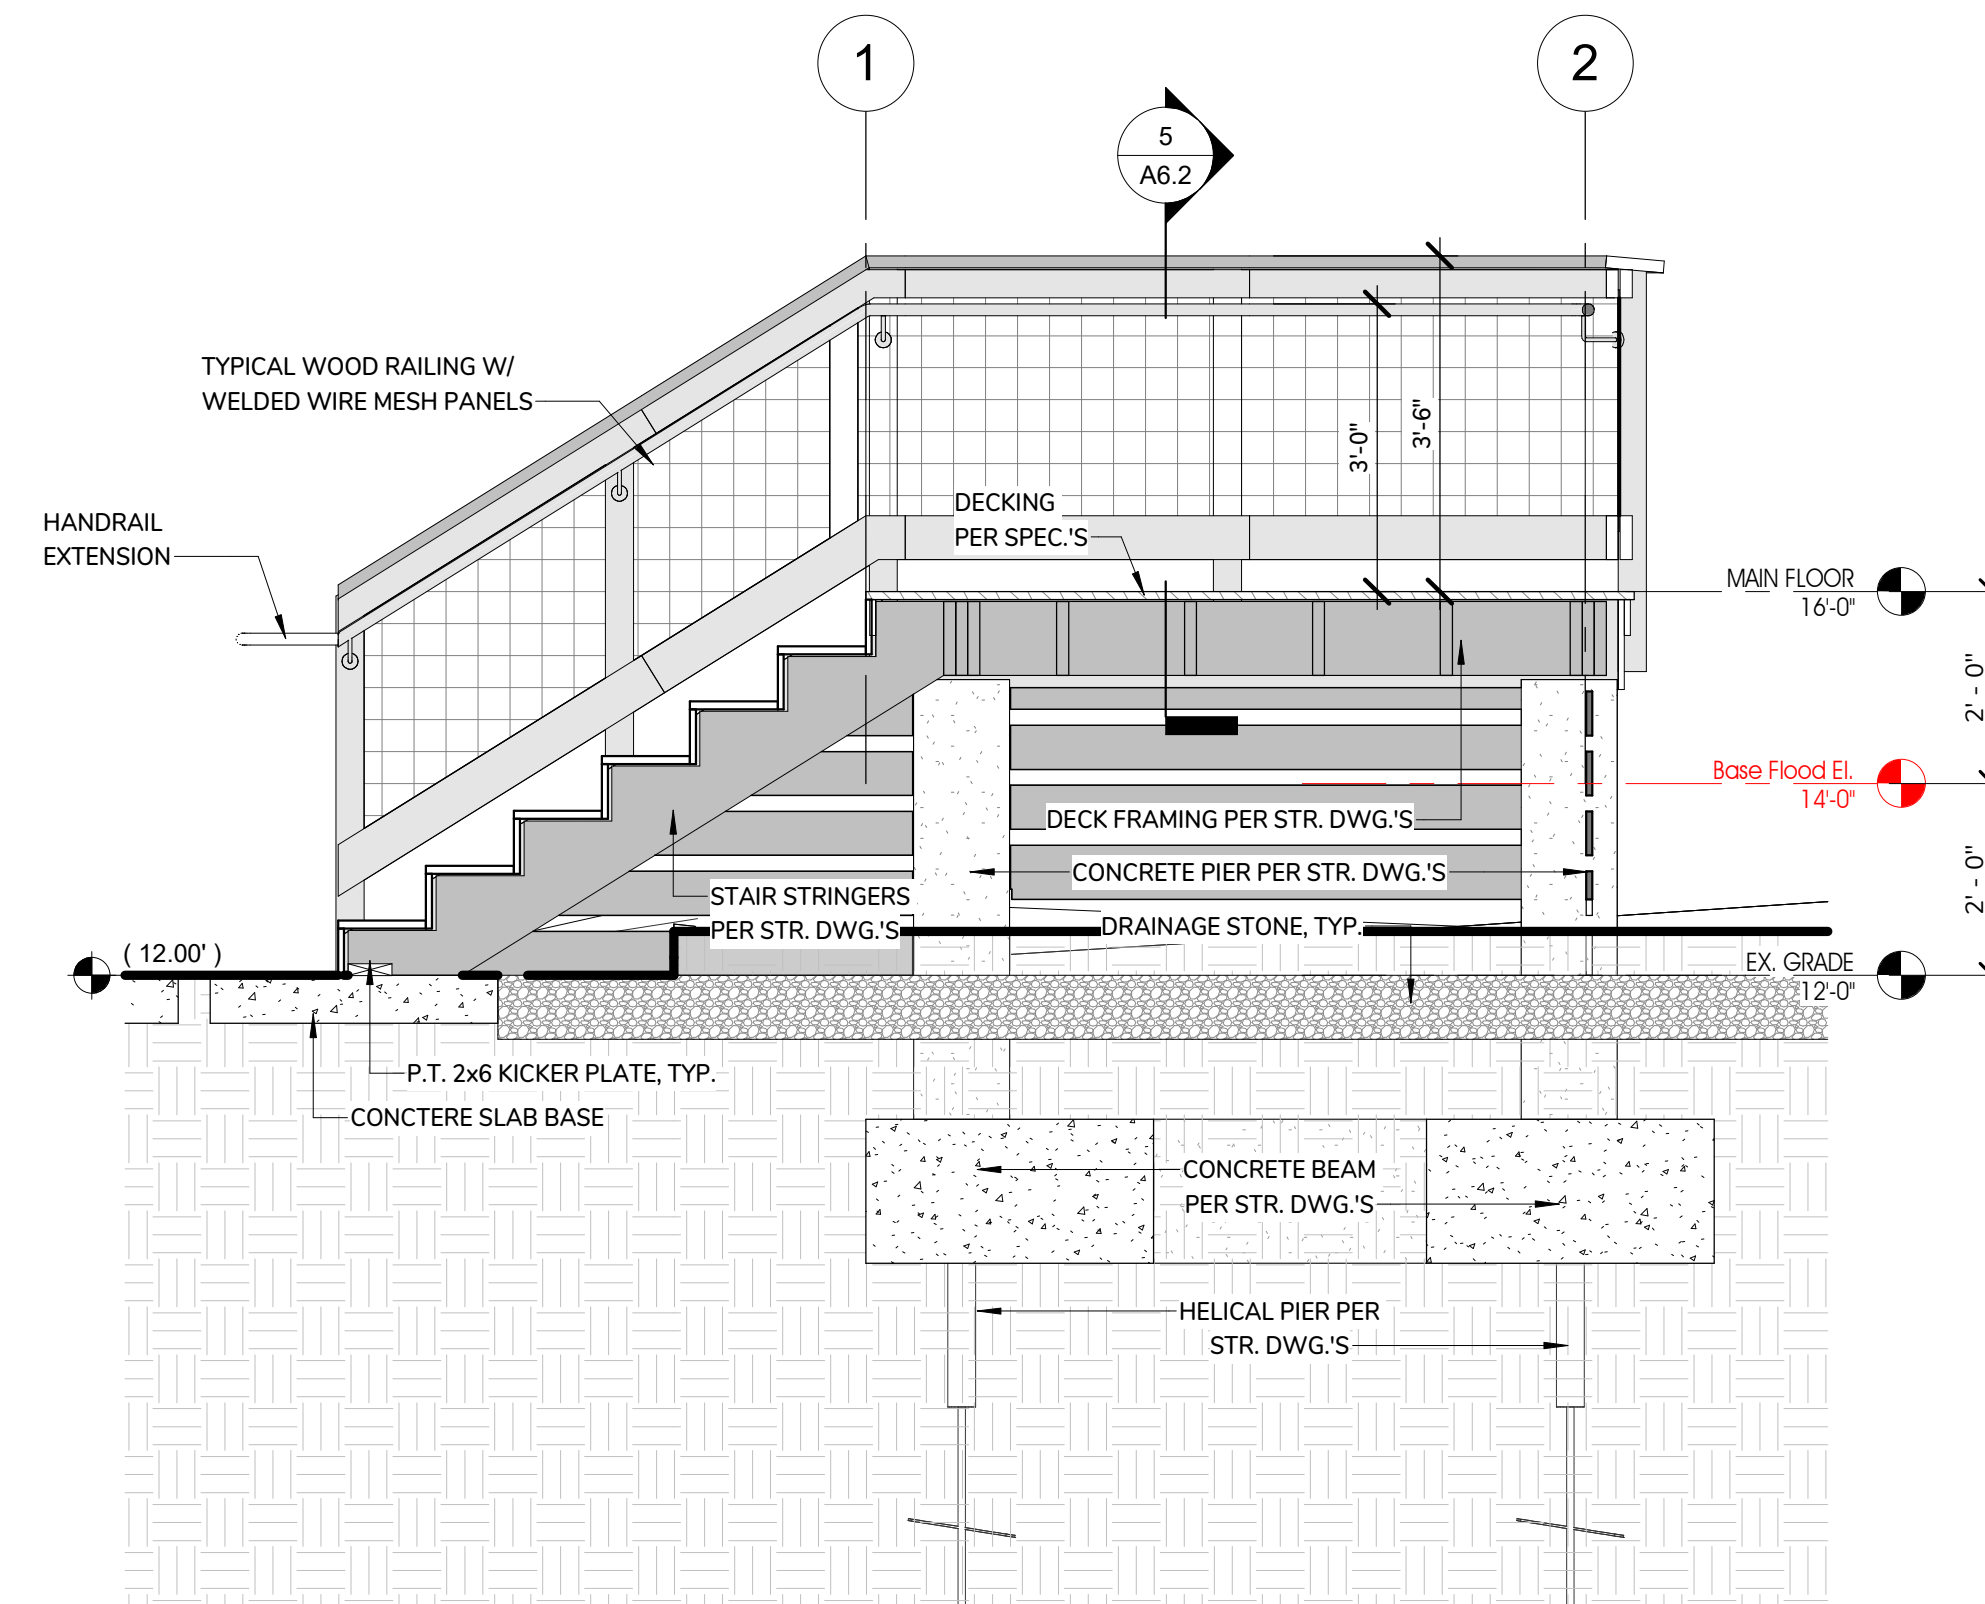 1
2
5
A6.2
TYPICAL WOOD RAILING W/
WELDED WIRE MESH PANELS
HANDRAIL
EXTENSION
3'-0"
3'-6"
DECKING
PER SPEC.'S
MAIN FLOOR
16'-0"
2' - 0"
Base Flood El.
14'-0"
DECK FRAMING PER STR. DWG.'S
CONCRETE PIER PER STR. DWG.'S
STAIR STRINGERS
PER STR. DWG.'S
DRAINAGE STONE, TYP.
2' - 0"
( 12.00' )
EX. GRADE
12'-0"
P.T. 2x6 KICKER PLATE, TYP.
CONCTERE SLAB BASE
CONCRETE BEAM
PER STR. DWG.'S
HELICAL PIER PER
STR. DWG.'S